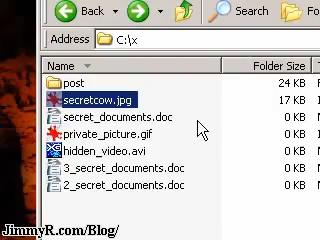 Back Search Folders
Address C:\x
Name Folder Size
post 24 KB
secretcow.jpg 17 KB
secret_documents.doc 0 KB
private_picture.gif 0 KB
hidden_video.avi 0 KB
3_secret_documents.doc 0 KB
2_secret_documents.doc 0 KB
JimmyR.com/Blog/